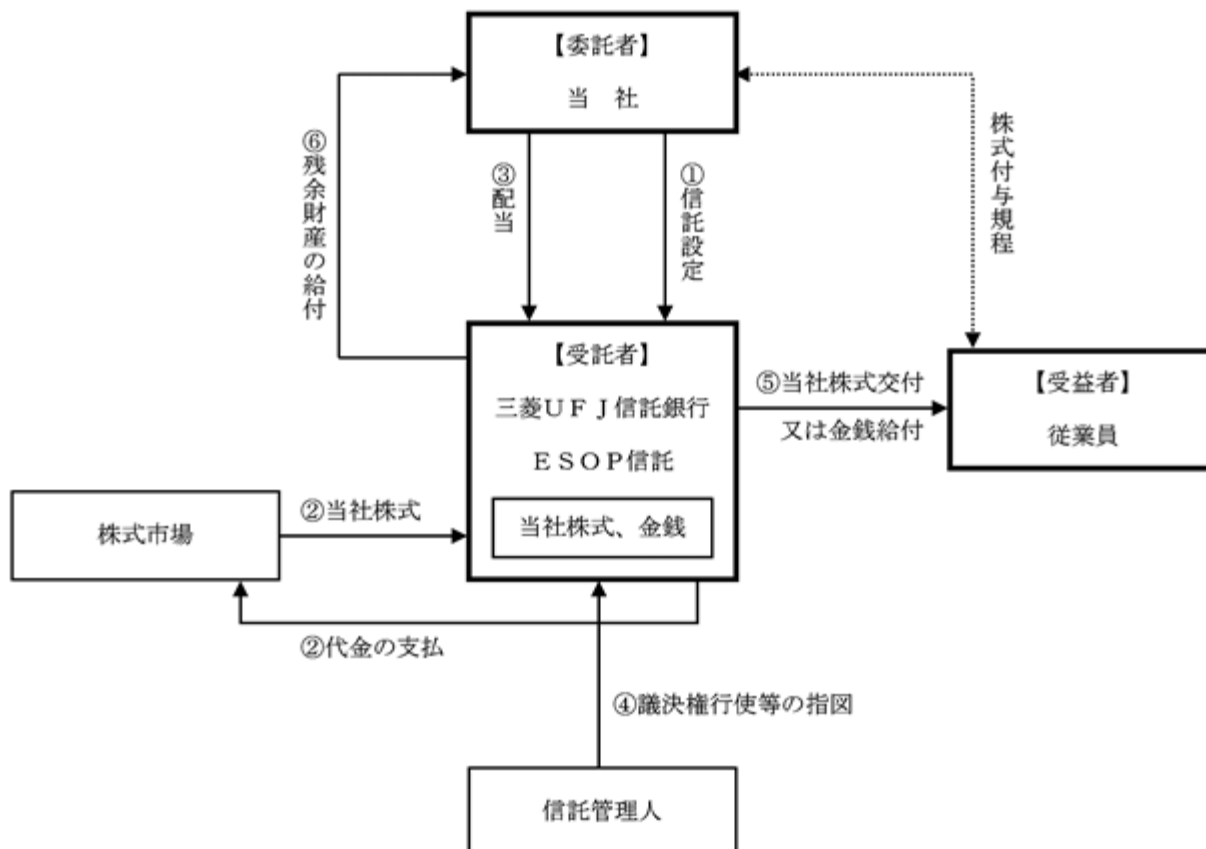 【委託者】
当 社
⑥残余財産の給付
③配当
①信託設定
株式付与規程
【受託者】
三菱ＵＦＪ信託銀行
ＥＳＯＰ信託
当社株式、金銭
⑤当社株式交付
又は金銭給付
【受益者】
従業員
株式市場
②当社株式
②代金の支払
④議決権行使等の指図
信託管理人